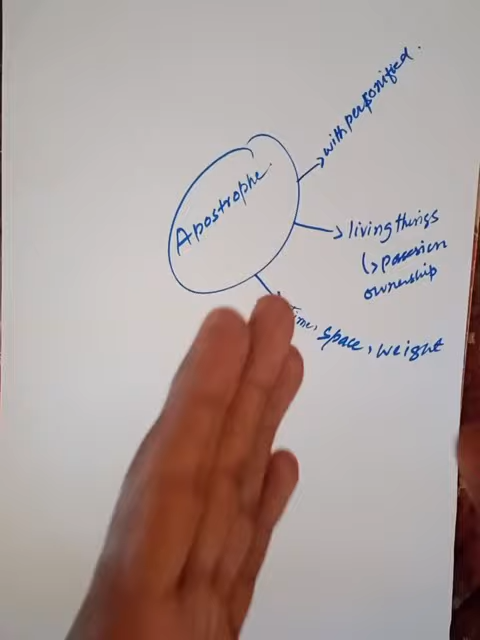 with personified.
Apostrophe.
living things
possession
ownership
space, weight